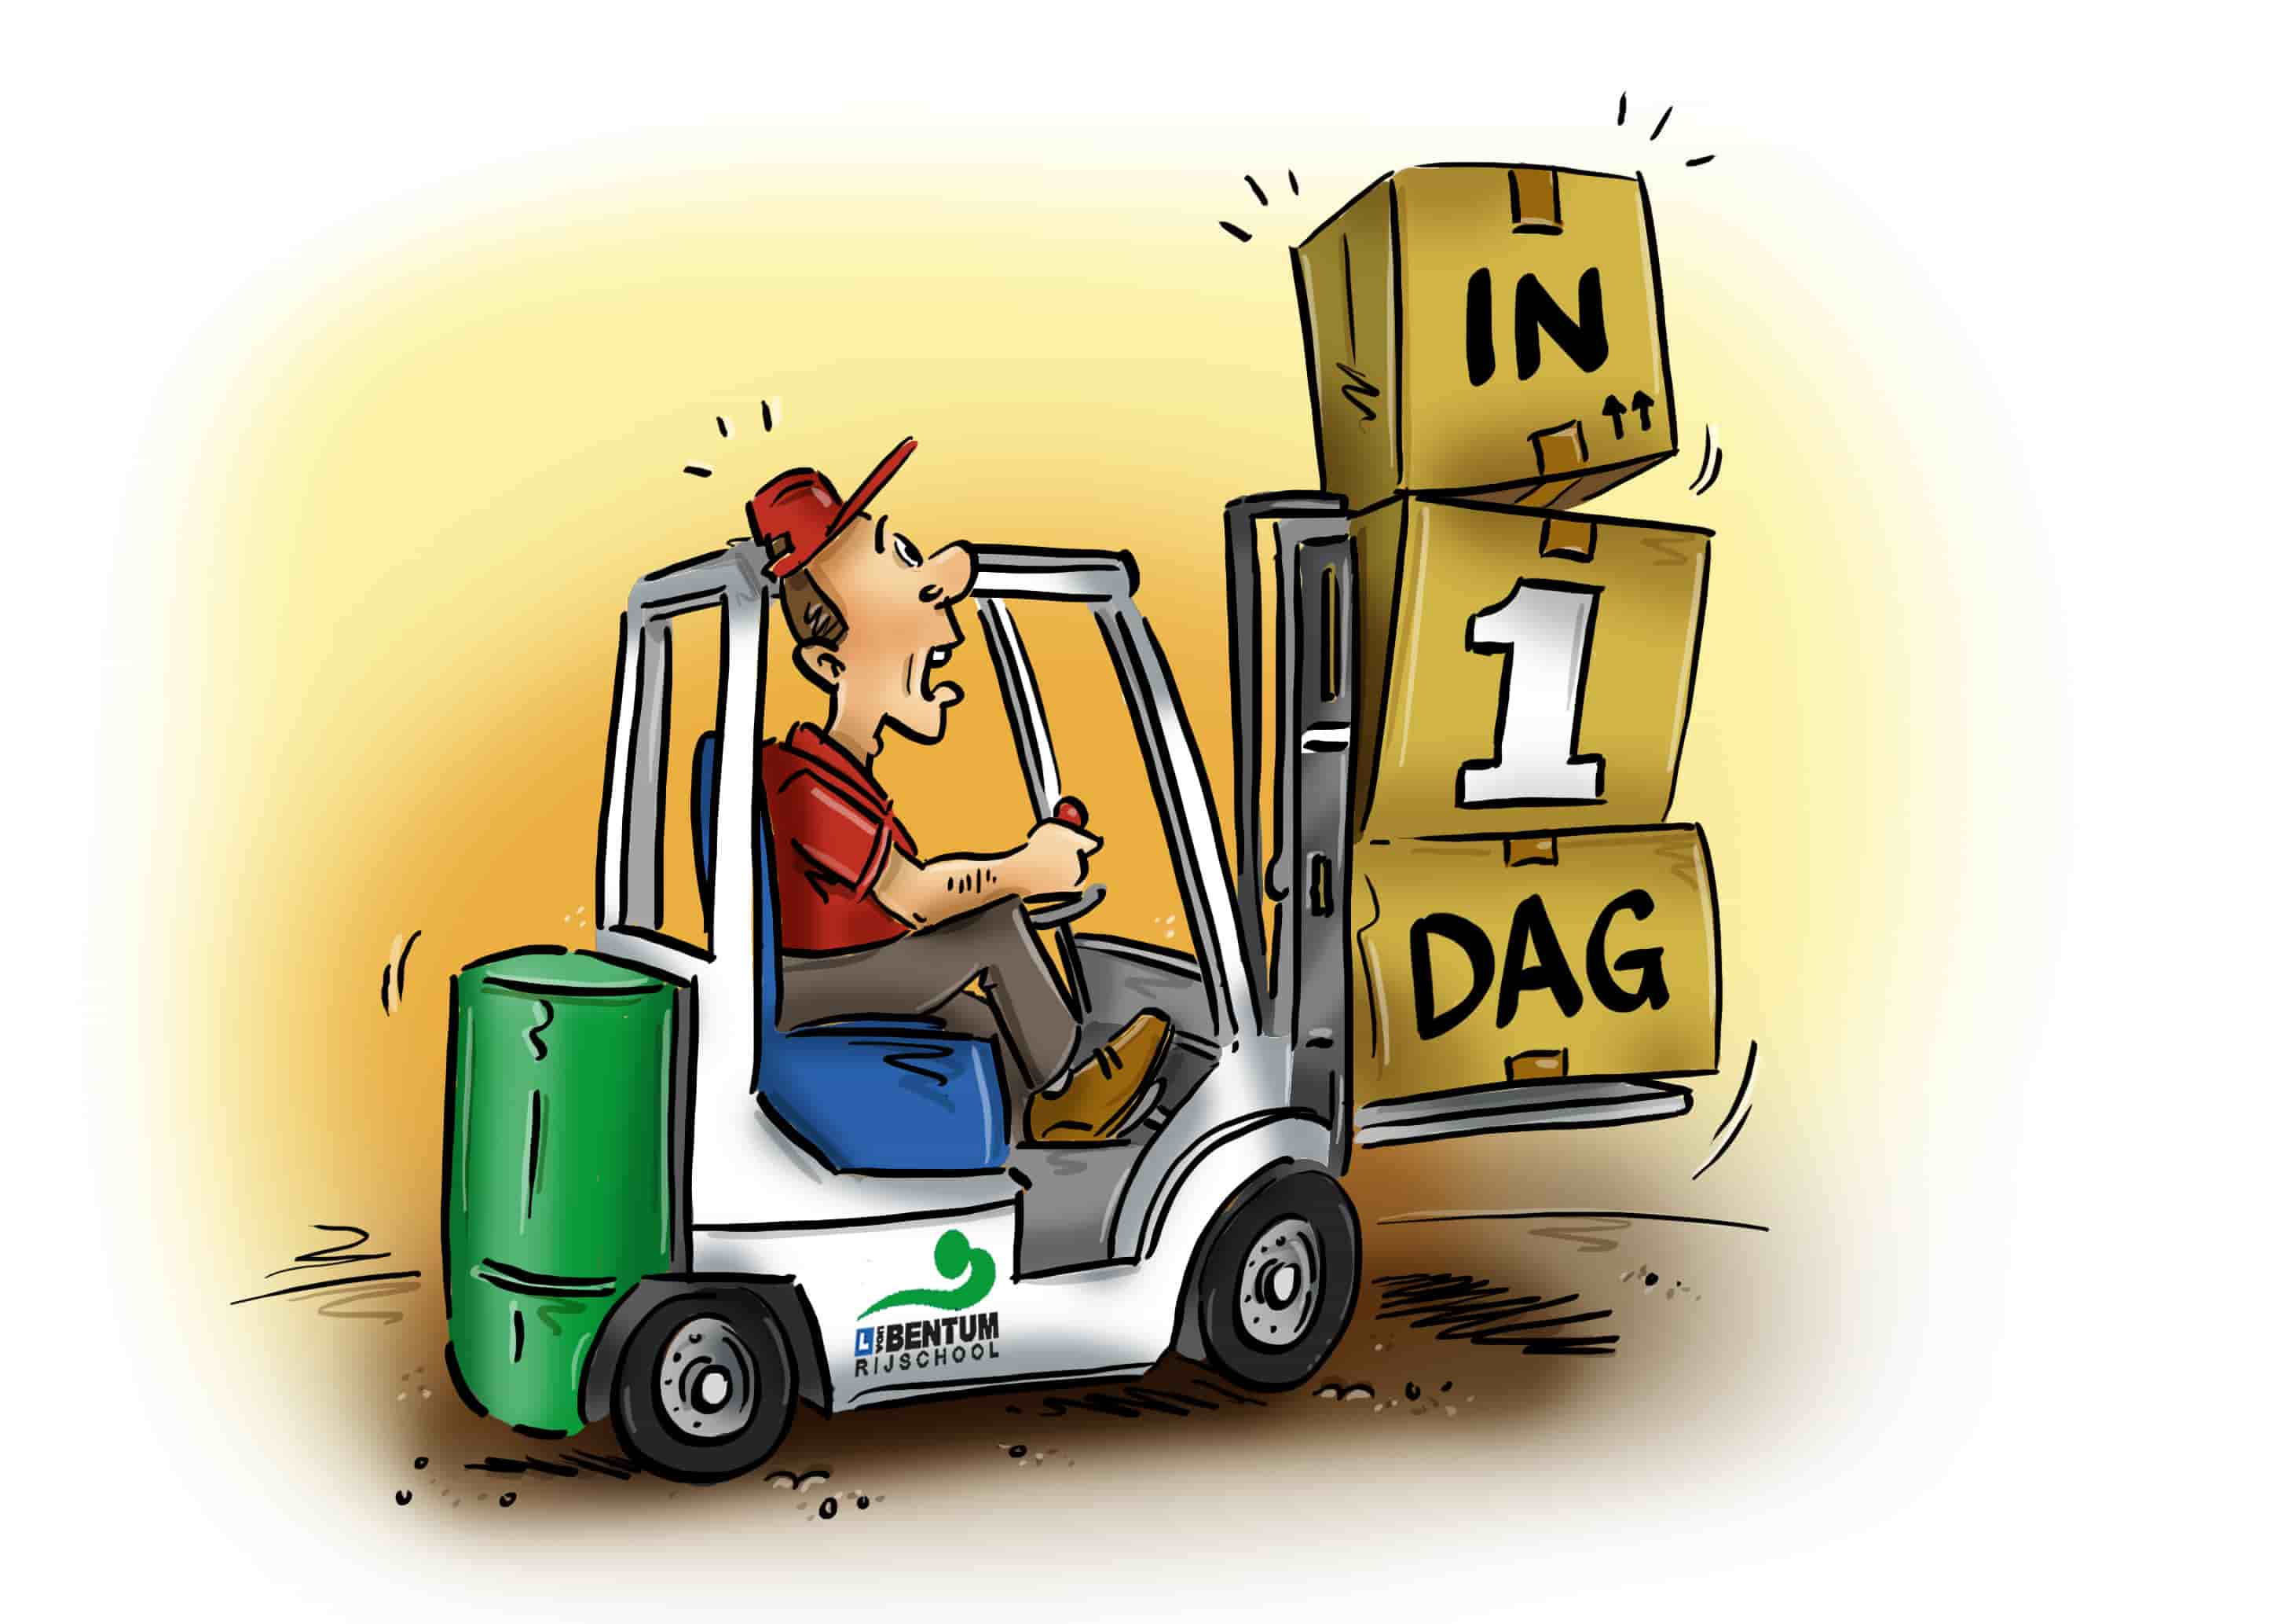 IN
1
DAG
L van BENTUM
RIJSCHOOL